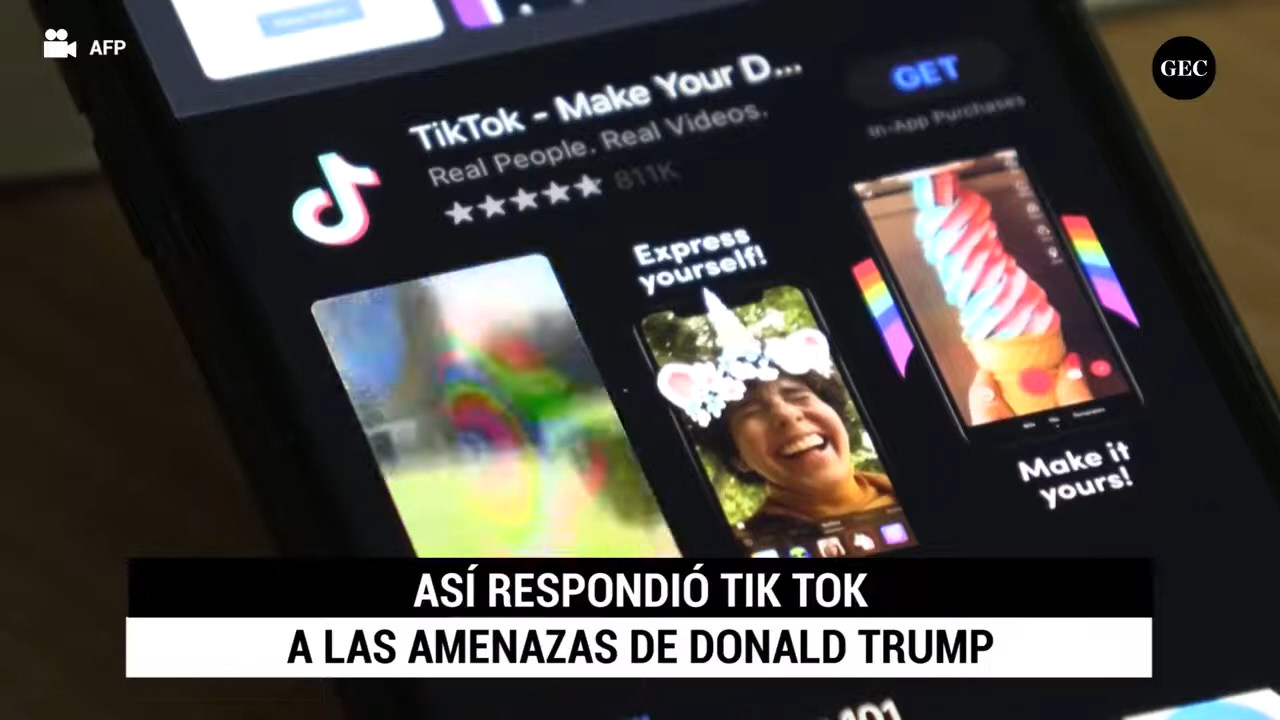 AFP
GEC
TikTok - Make Your D...
GET
In-App Purchases
Real People. Real Videos.
811K
Express
yourself!
Make it
yours!
ASÍ RESPONDIÓ TIK TOK
A LAS AMENAZAS DE DONALD TRUMP